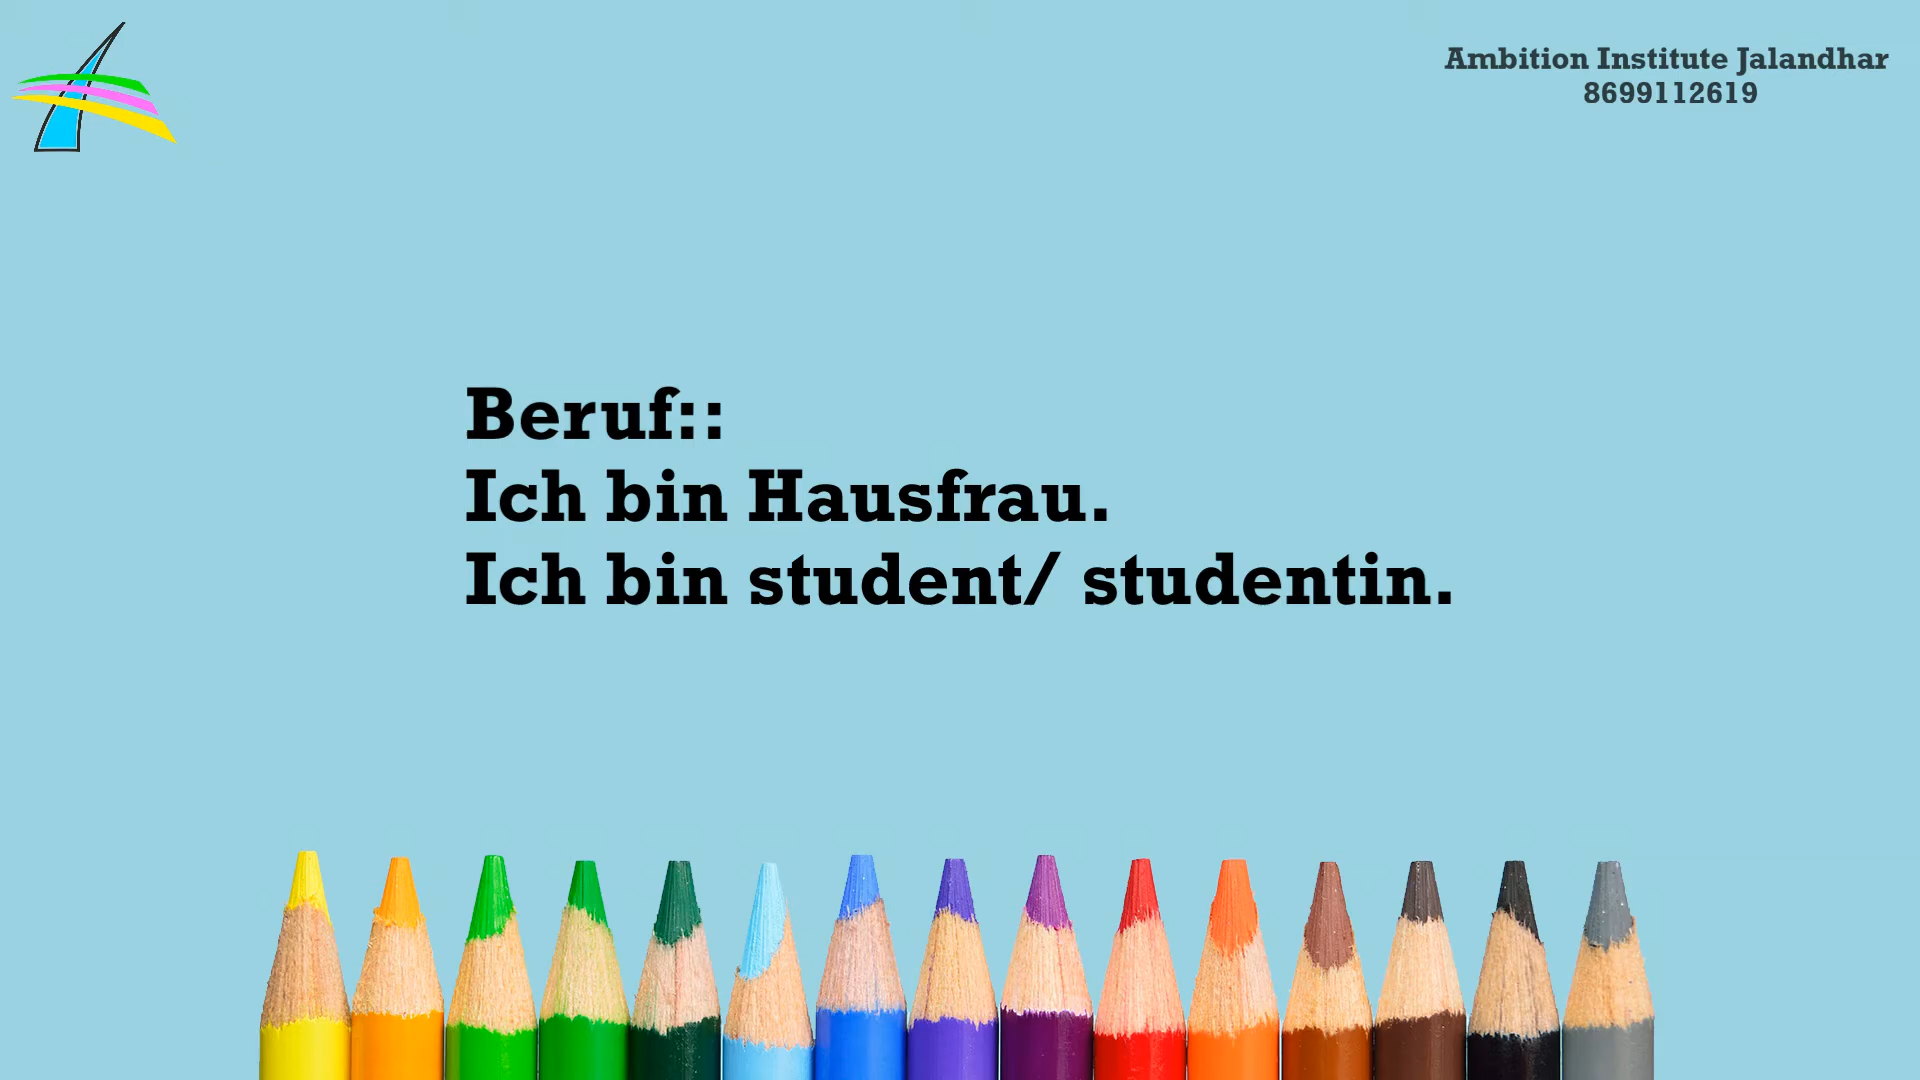 Ambition Institute Jalandhar
8699112619
Beruf::
Ich bin Hausfrau.
Ich bin student/ studentin.